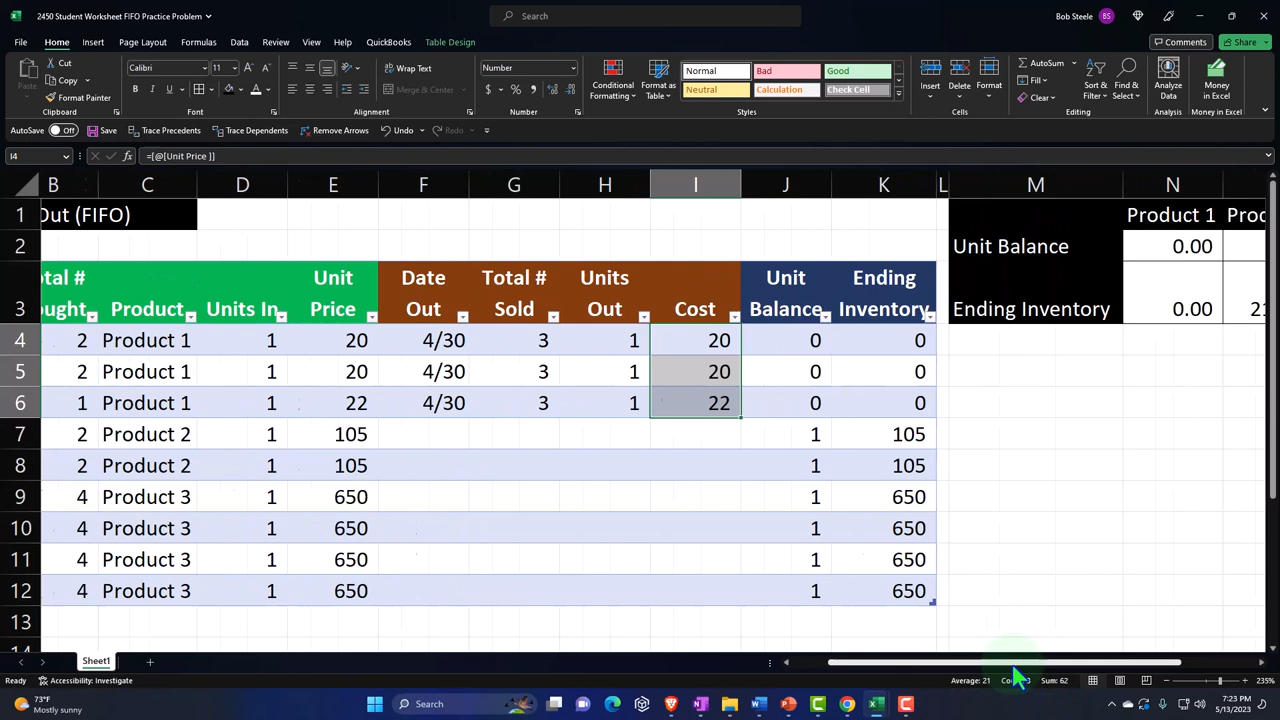 2450 Student Worksheet FIFO Practice Problem
Search
Bob Steele BS
File Home Insert Page Layout Formulas Data Review View Help QuickBooks Table Design Comments Share
Cut
Copy
Format Painter
Paste
Clipboard
Calibri 11
Font
Wrap Text
Merge & Center
Alignment
Number
Number
Conditional Formatting
Format as Table
Normal Bad Good
Neutral Calculation Check Cell
Styles
Insert Delete Format
Cells
AutoSum
Fill
Clear
Sort & Filter
Find & Select
Editing
Analyze Data
Analysis
Money in Excel
Money in Excel
AutoSave Off Save Trace Precedents Trace Dependents Remove Arrows Undo Redo
I4 =[@[Unit Price ]]
B C D E F G H I J K L M N
1 Out (FIFO) Product 1
2 Unit Balance 0.00
3 Product Units In Unit Price Date Out Total # Sold Units Out Cost Unit Balance Ending Inventory Ending Inventory 0.00
4 2 Product 1 1 20 4/30 3 1 20 0 0
5 2 Product 1 1 20 4/30 3 1 20 0 0
6 1 Product 1 1 22 4/30 3 1 22 0 0
7 2 Product 2 1 105 1 105
8 2 Product 2 1 105 1 105
9 4 Product 3 1 650 1 650
10 4 Product 3 1 650 1 650
11 4 Product 3 1 650 1 650
12 4 Product 3 1 650 1 650
13
Sheet1
Ready Accessibility: Investigate Average: 21 Sum: 62 235%
73°F
Mostly sunny
Search
7:23 PM
5/13/2023